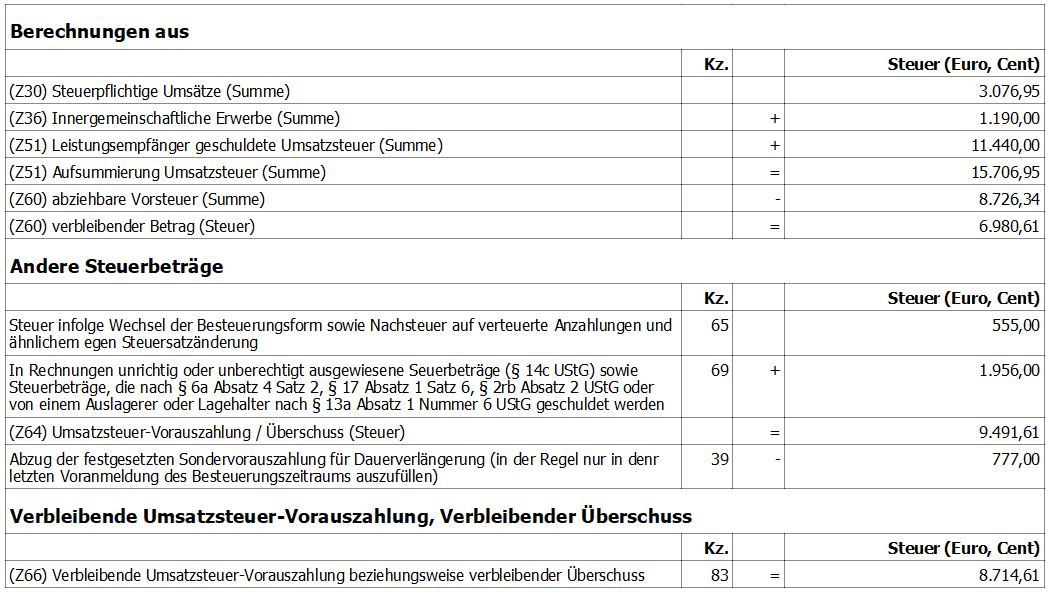 Berechnungen aus
Kz. Steuer (Euro, Cent)
(Z30) Steuerpflichtige Umsätze (Summe) 3.076,95
(Z36) Innergemeinschaftliche Erwerbe (Summe) + 1.190,00
(Z51) Leistungsempfänger geschuldete Umsatzsteuer (Summe) + 11.440,00
(Z51) Aufsummierung Umsatzsteuer (Summe) = 15.706,95
(Z60) abziehbare Vorsteuer (Summe) - 8.726,34
(Z60) verbleibender Betrag (Steuer) = 6.980,61
Andere Steuerbeträge
Kz. Steuer (Euro, Cent)
Steuer infolge Wechsel der Besteuerungsform sowie Nachsteuer auf verteuerte Anzahlungen und 65 555,00
ähnlichem egen Steuersatzänderung
In Rechnungen unrichtig oder unberechtigt ausgewiesene Seuerbeträge (§ 14c UStG) sowie 69 + 1.956,00
Steuerbeträge, die nach § 6a Absatz 4 Satz 2, § 17 Absatz 1 Satz 6, § 2rb Absatz 2 UStG oder
von einem Auslagerer oder Lagehalter nach § 13a Absatz 1 Nummer 6 UStG geschuldet werden
(Z64) Umsatzsteuer-Vorauszahlung / Überschuss (Steuer) = 9.491,61
Abzug der festgesetzten Sondervorauszahlung für Dauerverlängerung (in der Regel nur in denr 39 - 777,00
letzten Voranmeldung des Besteuerungszeitraums auszufüllen)
Verbleibende Umsatzsteuer-Vorauszahlung, Verbleibender Überschuss
Kz. Steuer (Euro, Cent)
(Z66) Verbleibende Umsatzsteuer-Vorauszahlung beziehungsweise verbleibender Überschuss 83 = 8.714,61